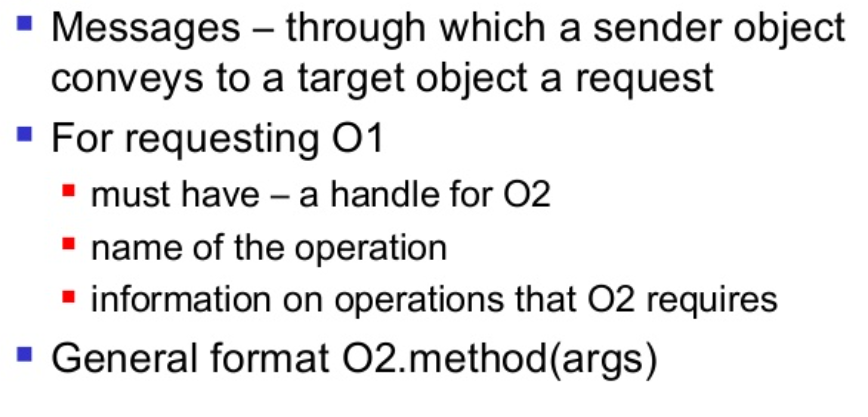 Messages – through which a sender object
conveys to a target object a request
For requesting O1
must have – a handle for O2
name of the operation
information on operations that O2 requires
General format O2.method(args)